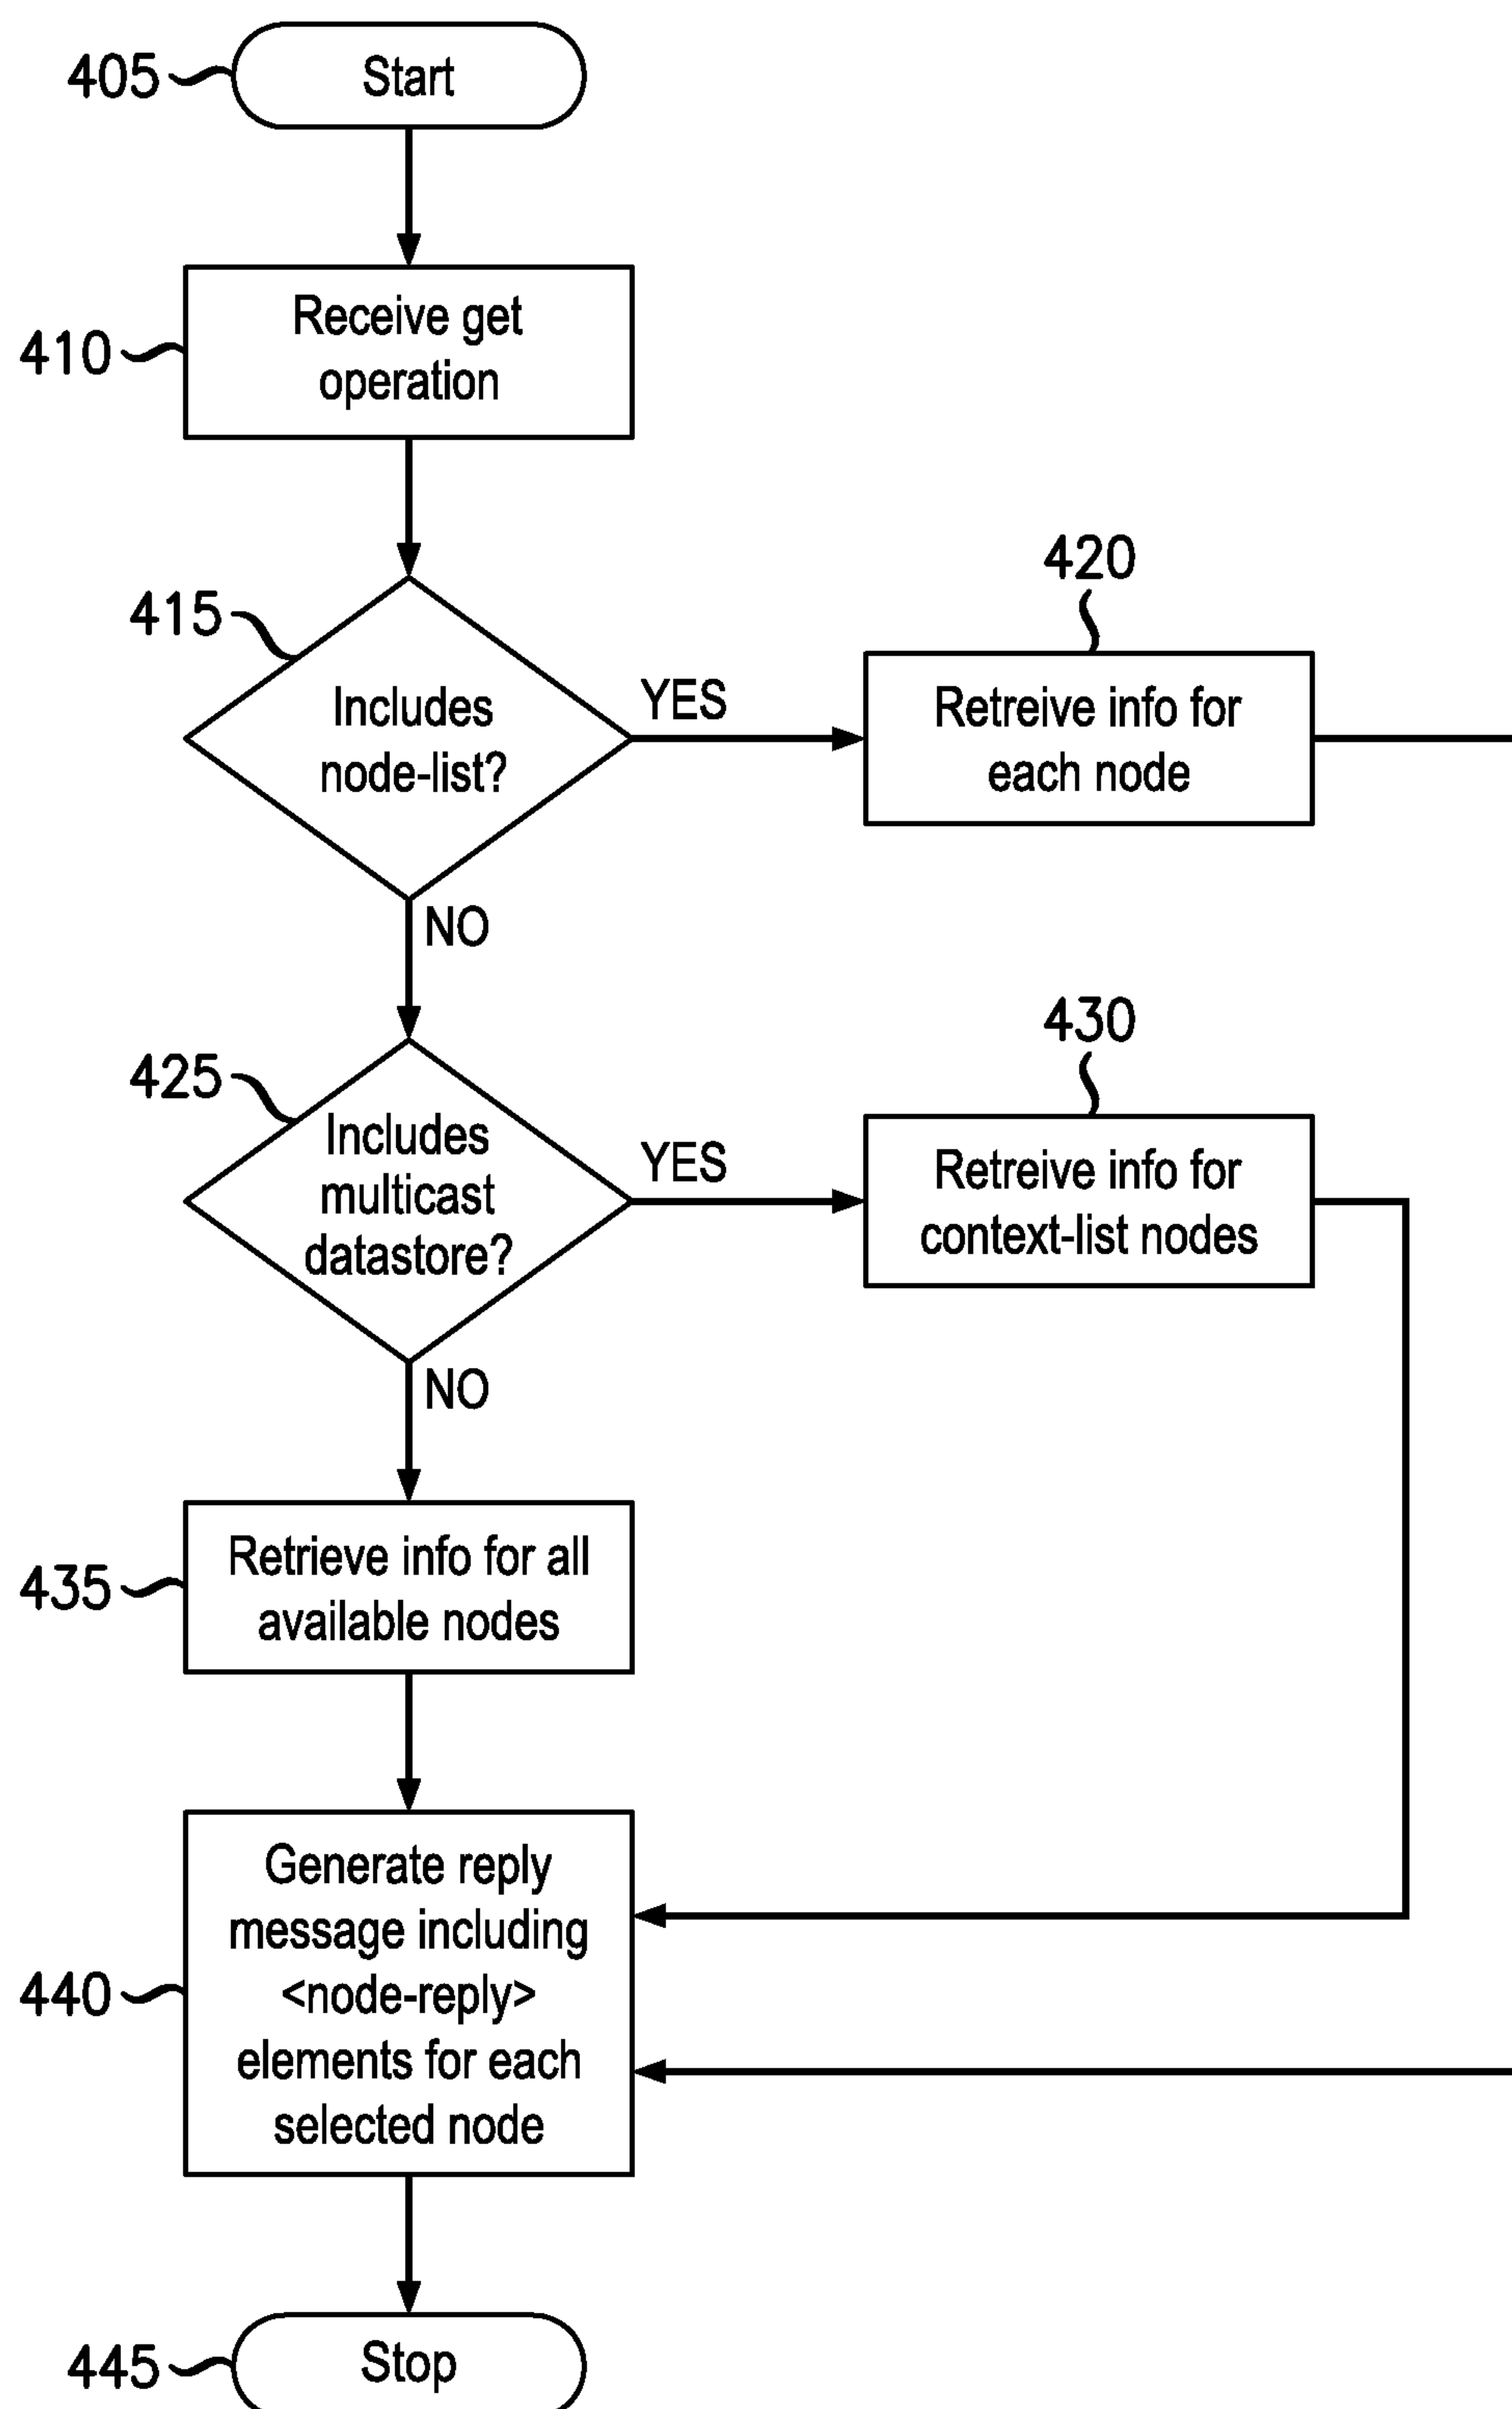 405
Start
410
Receive get
operation
415
Includes
node-list?
YES
420
Retreive info for
each node
NO
425
Includes
multicast
datastore?
YES
430
Retreive info for
context-list nodes
NO
435
Retrieve info for all
available nodes
440
Generate reply
message including
<node-reply>
elements for each
selected node
445
Stop